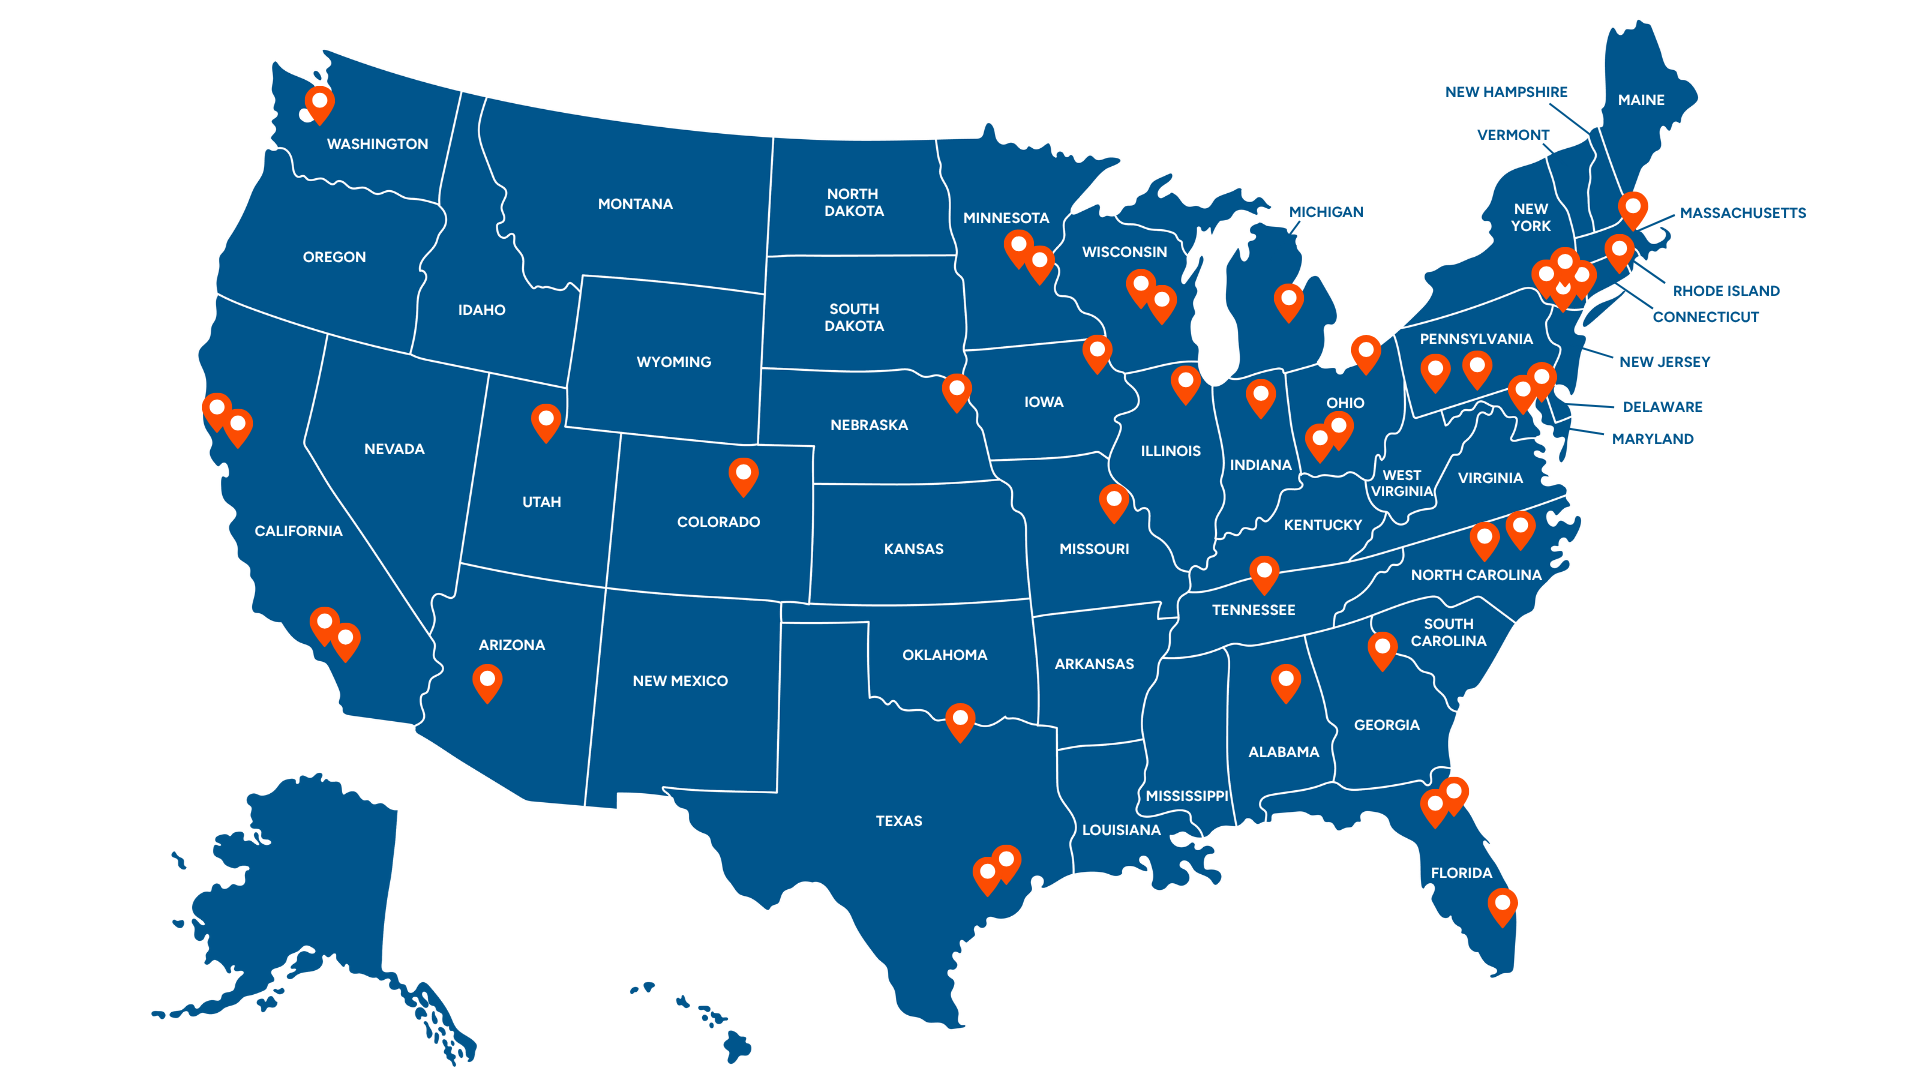 NEW HAMPSHIRE
MAINE
VERMONT
WASHINGTON
MONTANA
NORTH
DAKOTA
MINNESOTA
MICHIGAN
NEW
YORK
MASSACHUSETTS
OREGON
WISCONSIN
IDAHO
SOUTH
DAKOTA
RHODE ISLAND
CONNECTICUT
PENNSYLVANIA
WYOMING
NEW JERSEY
IOWA
OHIO
DELAWARE
NEBRASKA
MARYLAND
NEVADA
ILLINOIS
INDIANA
WEST
VIRGINIA
VIRGINIA
UTAH
COLORADO
KENTUCKY
CALIFORNIA
KANSAS
MISSOURI
NORTH CAROLINA
TENNESSEE
SOUTH
CAROLINA
ARIZONA
OKLAHOMA
ARKANSAS
NEW MEXICO
GEORGIA
ALABAMA
MISSISSIPPI
TEXAS
LOUISIANA
FLORIDA